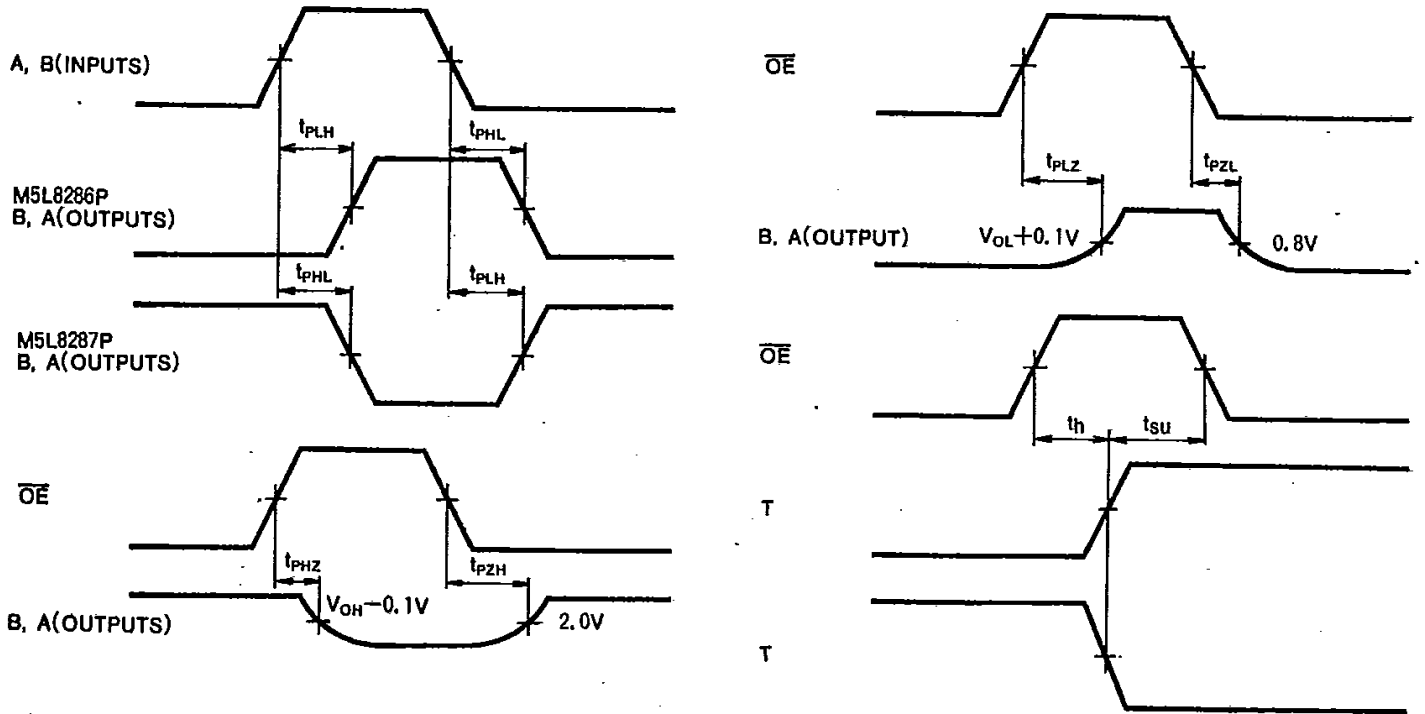 A, B(INPUTS)
tPLH
tPHL
M5L8286P
B, A(OUTPUTS)
tPHL
tPLH
M5L8287P
B, A(OUTPUTS)
OE
tPHZ
tPZH
VOH−0.1V
2.0V
B, A(OUTPUTS)
OE
tPLZ
tPZL
B, A(OUTPUT)
VOL+0.1V
0.8V
OE
th
tsu
T
T